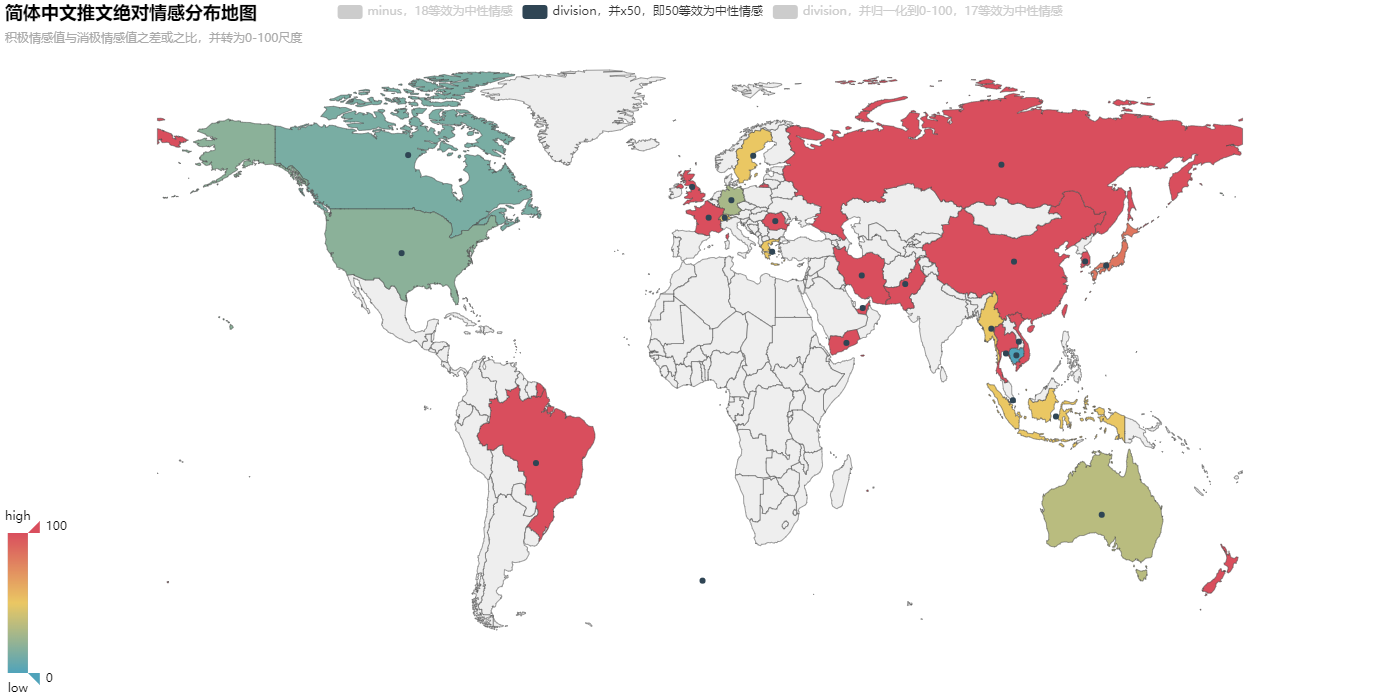 简体中文推文绝对情感分布地图
minus，18等效为中性情感
division，并x50，即50等效为中性情感
division，并归一化到0-100，17等效为中性情感
积极情感值与消极情感值之差或之比，并转为0-100尺度
high
100
0
low